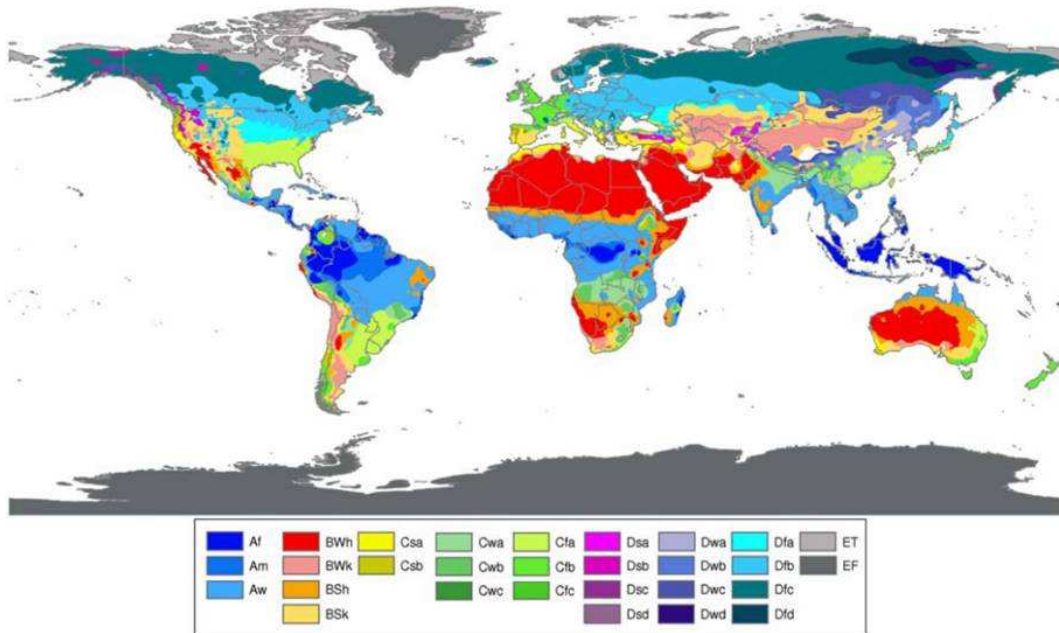 Af BWh Csa Cwa Cfa Dsa Dwa Dfa ET
Am BWk Csb Cwb Cfb Dsb Dwb Dfb EF
Aw BSh Cwc Cfc Dsc Dwc Dfc
BSk Dsd Dwd Dfd